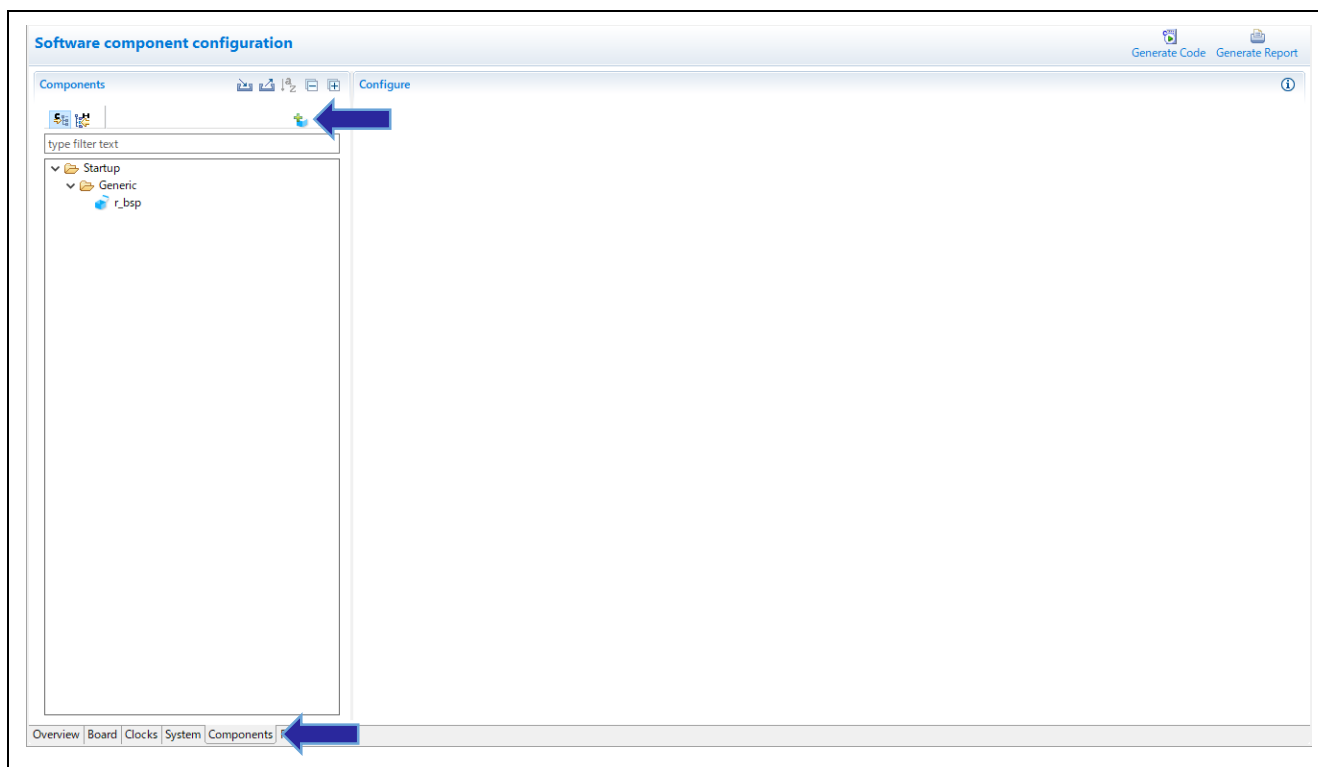 Software component configuration
Generate Code Generate Report
Components
Configure
type filter text
Startup
Generic
r_bsp
Overview Board Clocks System Components